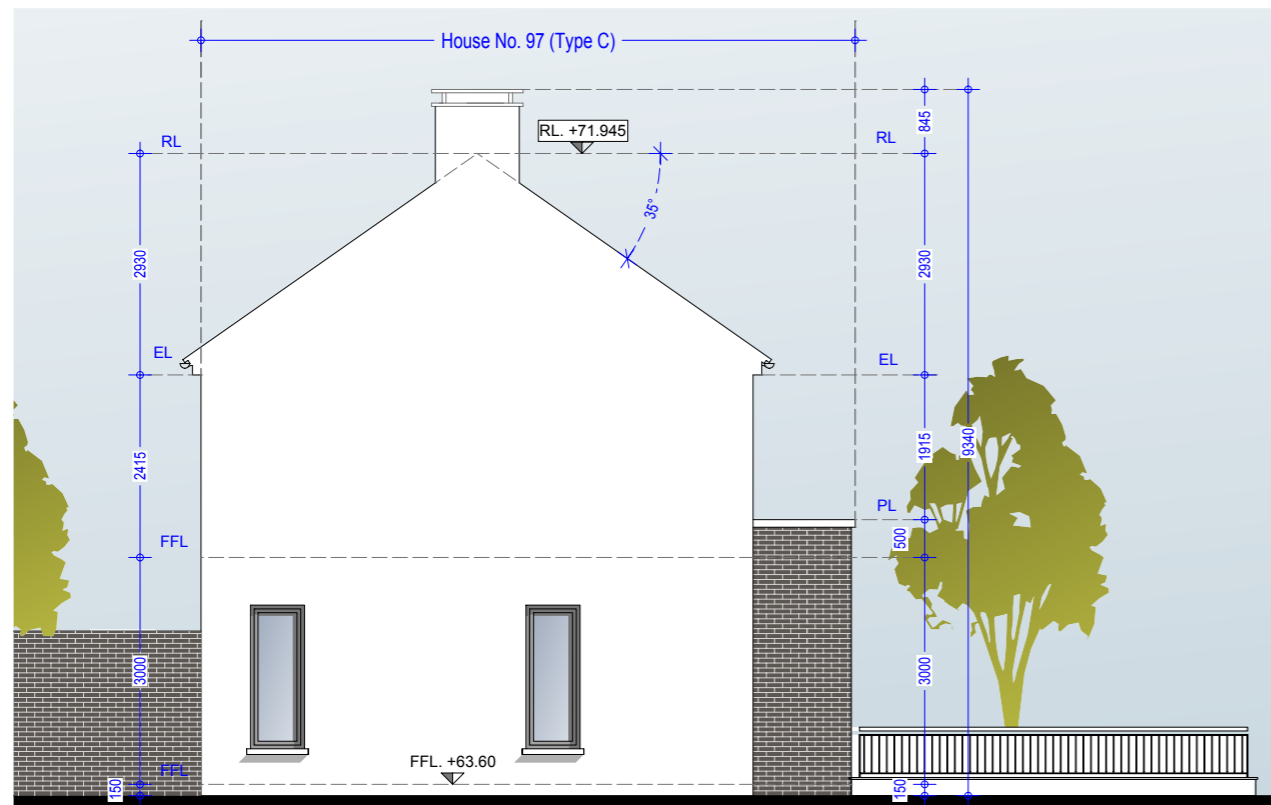 House No. 97 (Type C)
845
RL. +71.945
RL
RL
35°
2930
2930
EL
EL
2415
1915
9340
PL
FFL
500
3000
3000
FFL. +63.60
FFL
150
150